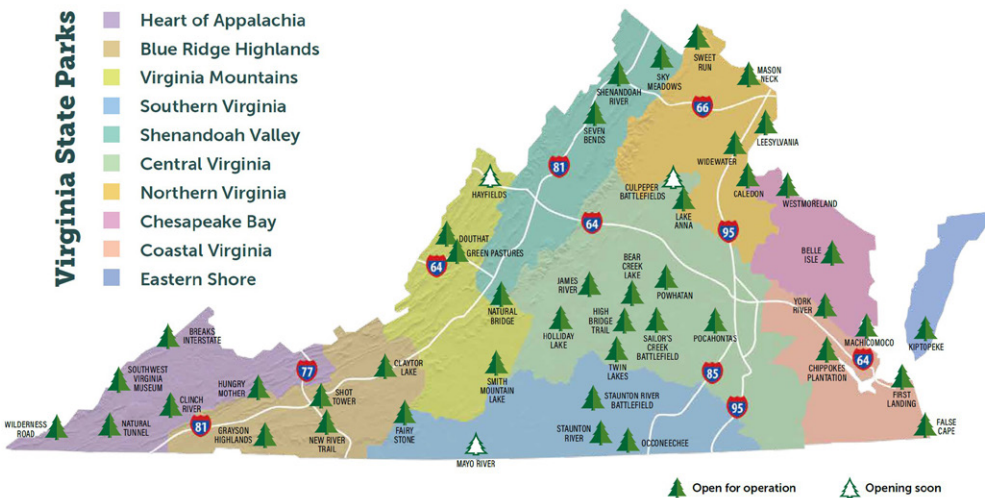 Virginia State Parks
Heart of Appalachia
Blue Ridge Highlands
Virginia Mountains
Southern Virginia
Shenandoah Valley
Central Virginia
Northern Virginia
Chesapeake Bay
Coastal Virginia
Eastern Shore
SWEET
RUN
SKY
MEADOWS
MASON
NECK
SHENANDOAH
RIVER
66
SEVEN
BENDS
LEESYLVANIA
WIDEWATER
81
HAYFIELDS
CULPEPER
BATTLEFIELDS
CALEDON
WESTMORELAND
LAKE
ANNA
64
95
DOUTHAT
GREEN PASTURES
64
BELLE
ISLE
BEAR
CREEK
LAKE
JAMES
RIVER
POWHATAN
NATURAL
BRIDGE
HIGH
BRIDGE
TRAIL
YORK
RIVER
HOLLIDAY
LAKE
SAILOR'S
CREEK
BATTLEFIELD
POCAHONTAS
MACHICOMOCO
KIPTOPEKE
BREAKS
INTERSTATE
CHIPPOKES
PLANTATION
64
TWIN
LAKES
77
CLAYTOR
LAKE
SMITH
MOUNTAIN
LAKE
85
SOUTHWEST
VIRGINIA
MUSEUM
HUNGRY
MOTHER
SHOT
TOWER
STAUNTON RIVER
BATTLEFIELD
FIRST
LANDING
CLINCH
RIVER
95
WILDERNESS
ROAD
NATURAL
TUNNEL
81
GRAYSON
HIGHLANDS
NEW RIVER
TRAIL
FAIRY
STONE
STAUNTON
RIVER
OCCONEECHEE
FALSE
CAPE
MAYO RIVER
Open for operation
Opening soon